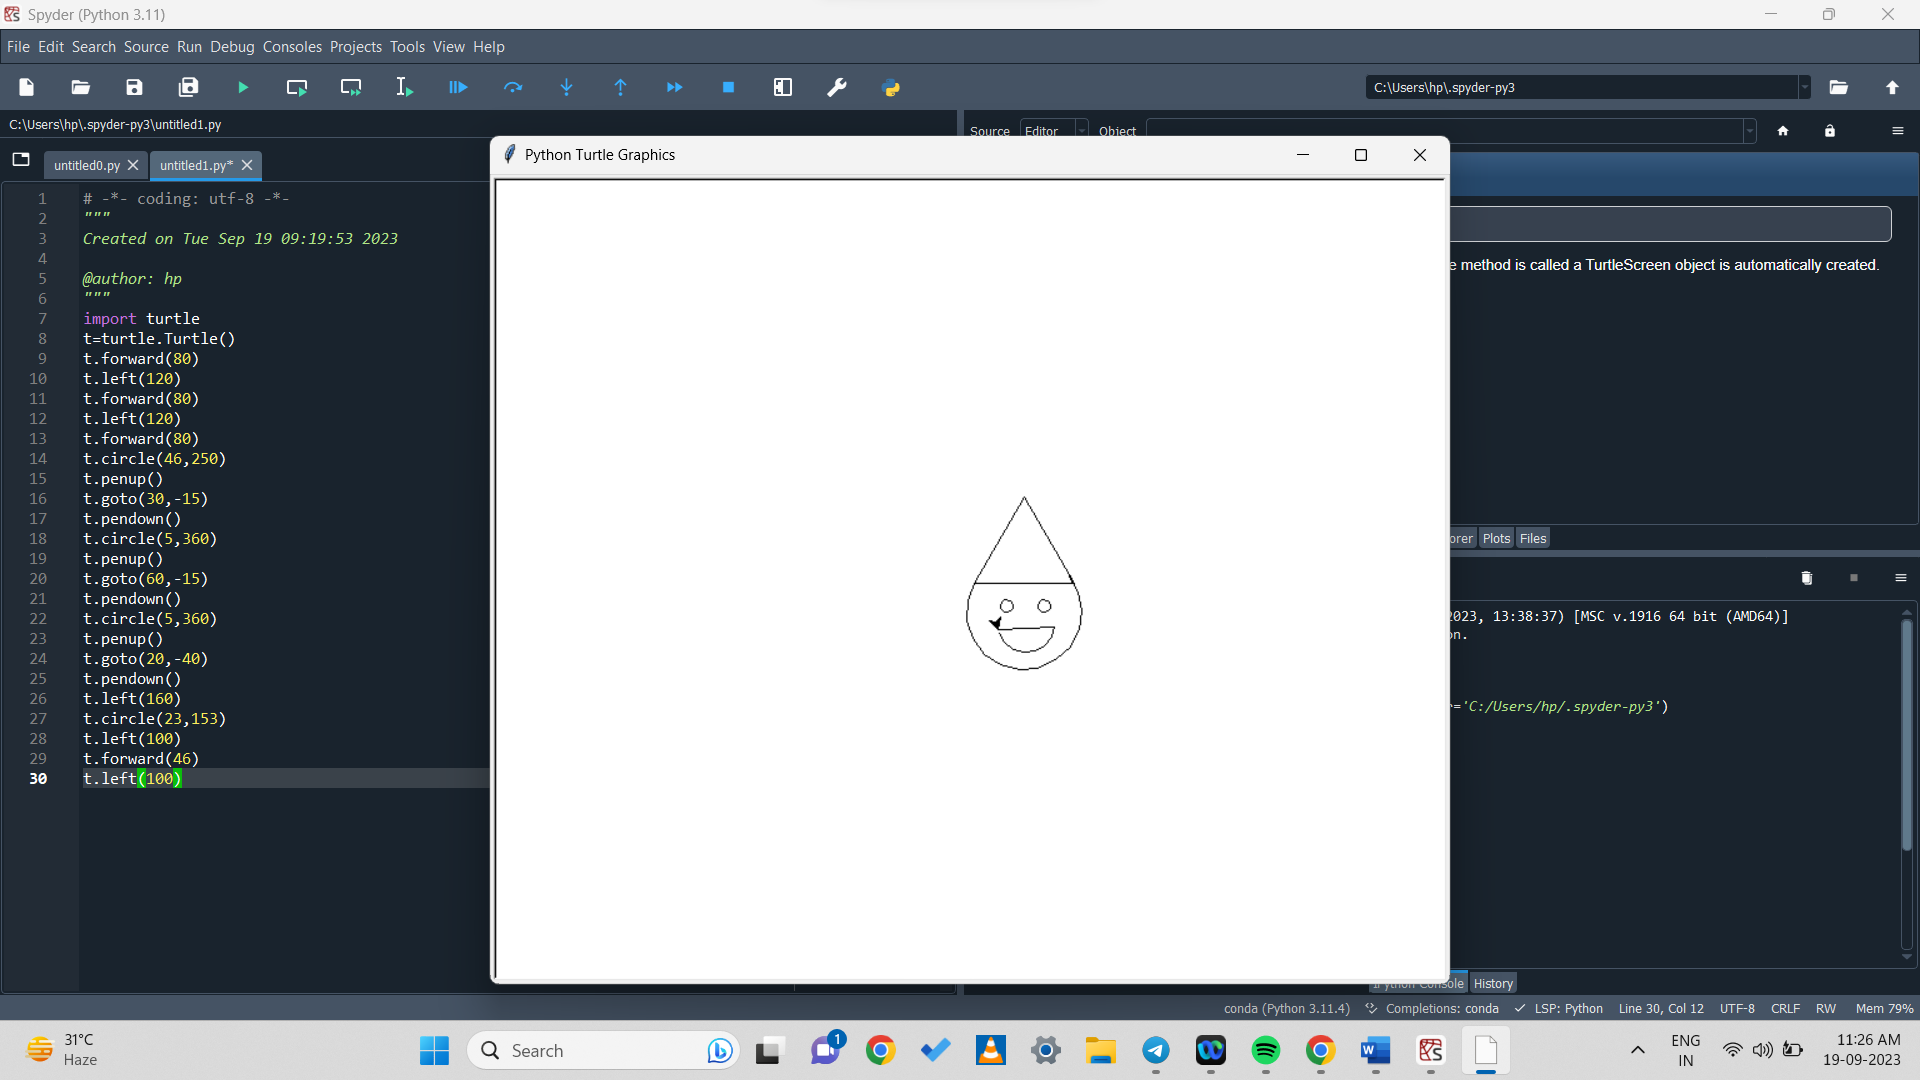 Spyder (Python 3.11)
File Edit Search Source Run Debug Consoles Projects Tools View Help
C:\Users\hp\.spyder-py3
C:\Users\hp\.spyder-py3\untitled1.py
Source Editor Object
untitled0.py untitled1.py*
Python Turtle Graphics
1 # -*- coding: utf-8 -*-
2 """
3 Created on Tue Sep 19 09:19:53 2023
4
5 @author: hp
6 """
7 import turtle
8 t=turtle.Turtle()
9 t.forward(80)
10 t.left(120)
11 t.forward(80)
12 t.left(120)
13 t.forward(80)
14 t.circle(46,250)
15 t.penup()
16 t.goto(30,-15)
17 t.pendown()
18 t.circle(5,360)
19 t.penup()
20 t.goto(60,-15)
21 t.pendown()
22 t.circle(5,360)
23 t.penup()
24 t.goto(20,-40)
25 t.pendown()
26 t.left(160)
27 t.circle(23,153)
28 t.left(100)
29 t.forward(46)
30 t.left(100)
e method is called a TurtleScreen object is automatically created.
orer Plots Files
2023, 13:38:37) [MSC v.1916 64 bit (AMD64)]
on.
='C:/Users/hp/.spyder-py3')
IPython Console History
conda (Python 3.11.4) Completions: conda LSP: Python Line 30, Col 12 UTF-8 CRLF RW Mem 79%
31°C
Haze
Search
1
ENG
IN
11:26 AM
19-09-2023